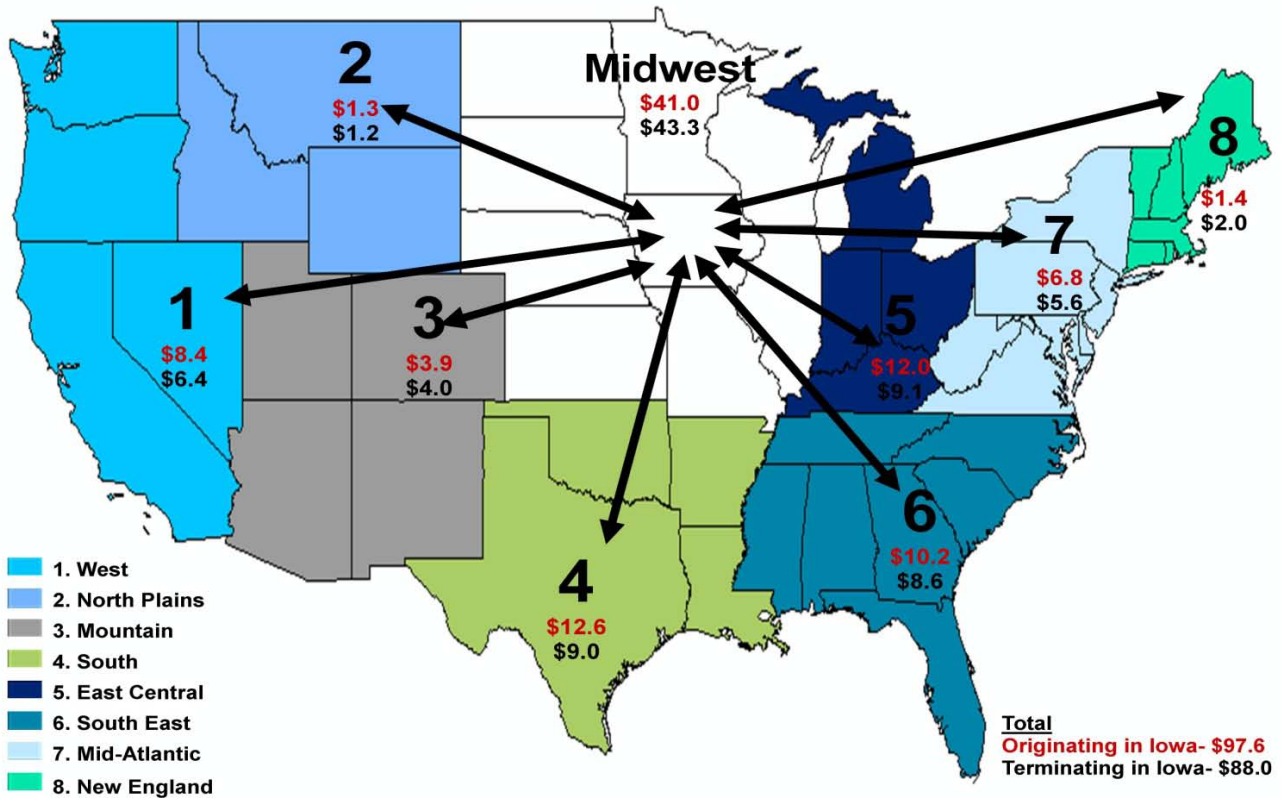 2
$1.3
$1.2
Midwest
$41.0
$43.3
8
$1.4
$2.0
7
$6.8
$5.6
1
$8.4
$6.4
3
$3.9
$4.0
5
$12.0
$9.1
6
$10.2
$8.6
4
$12.6
$9.0
1. West
2. North Plains
3. Mountain
4. South
5. East Central
6. South East
7. Mid-Atlantic
8. New England
Total
Originating in Iowa- $97.6
Terminating in Iowa- $88.0